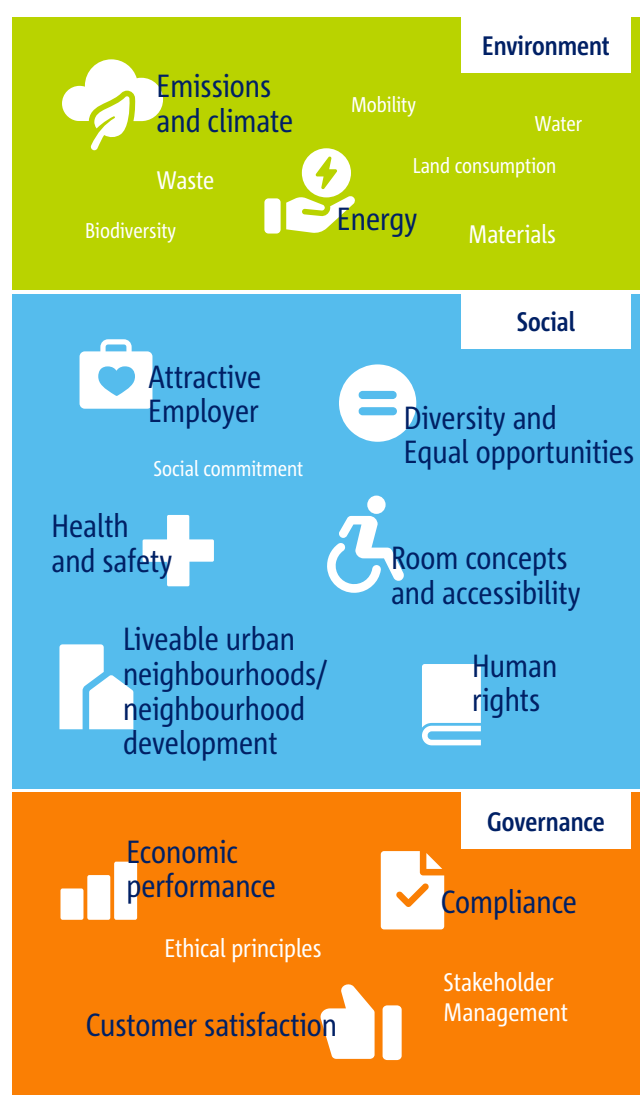 Environment
Emissions
and climate
Mobility
Water
Land consumption
Waste
Energy
Biodiversity
Materials
Social
Attractive
Employer
Diversity and
Equal opportunities
Social commitment
Health
and safety
Room concepts
and accessibility
Liveable urban
neighbourhoods/
neighbourhood
development
Human
rights
Governance
Economic
performance
Compliance
Ethical principles
Stakeholder
Management
Customer satisfaction